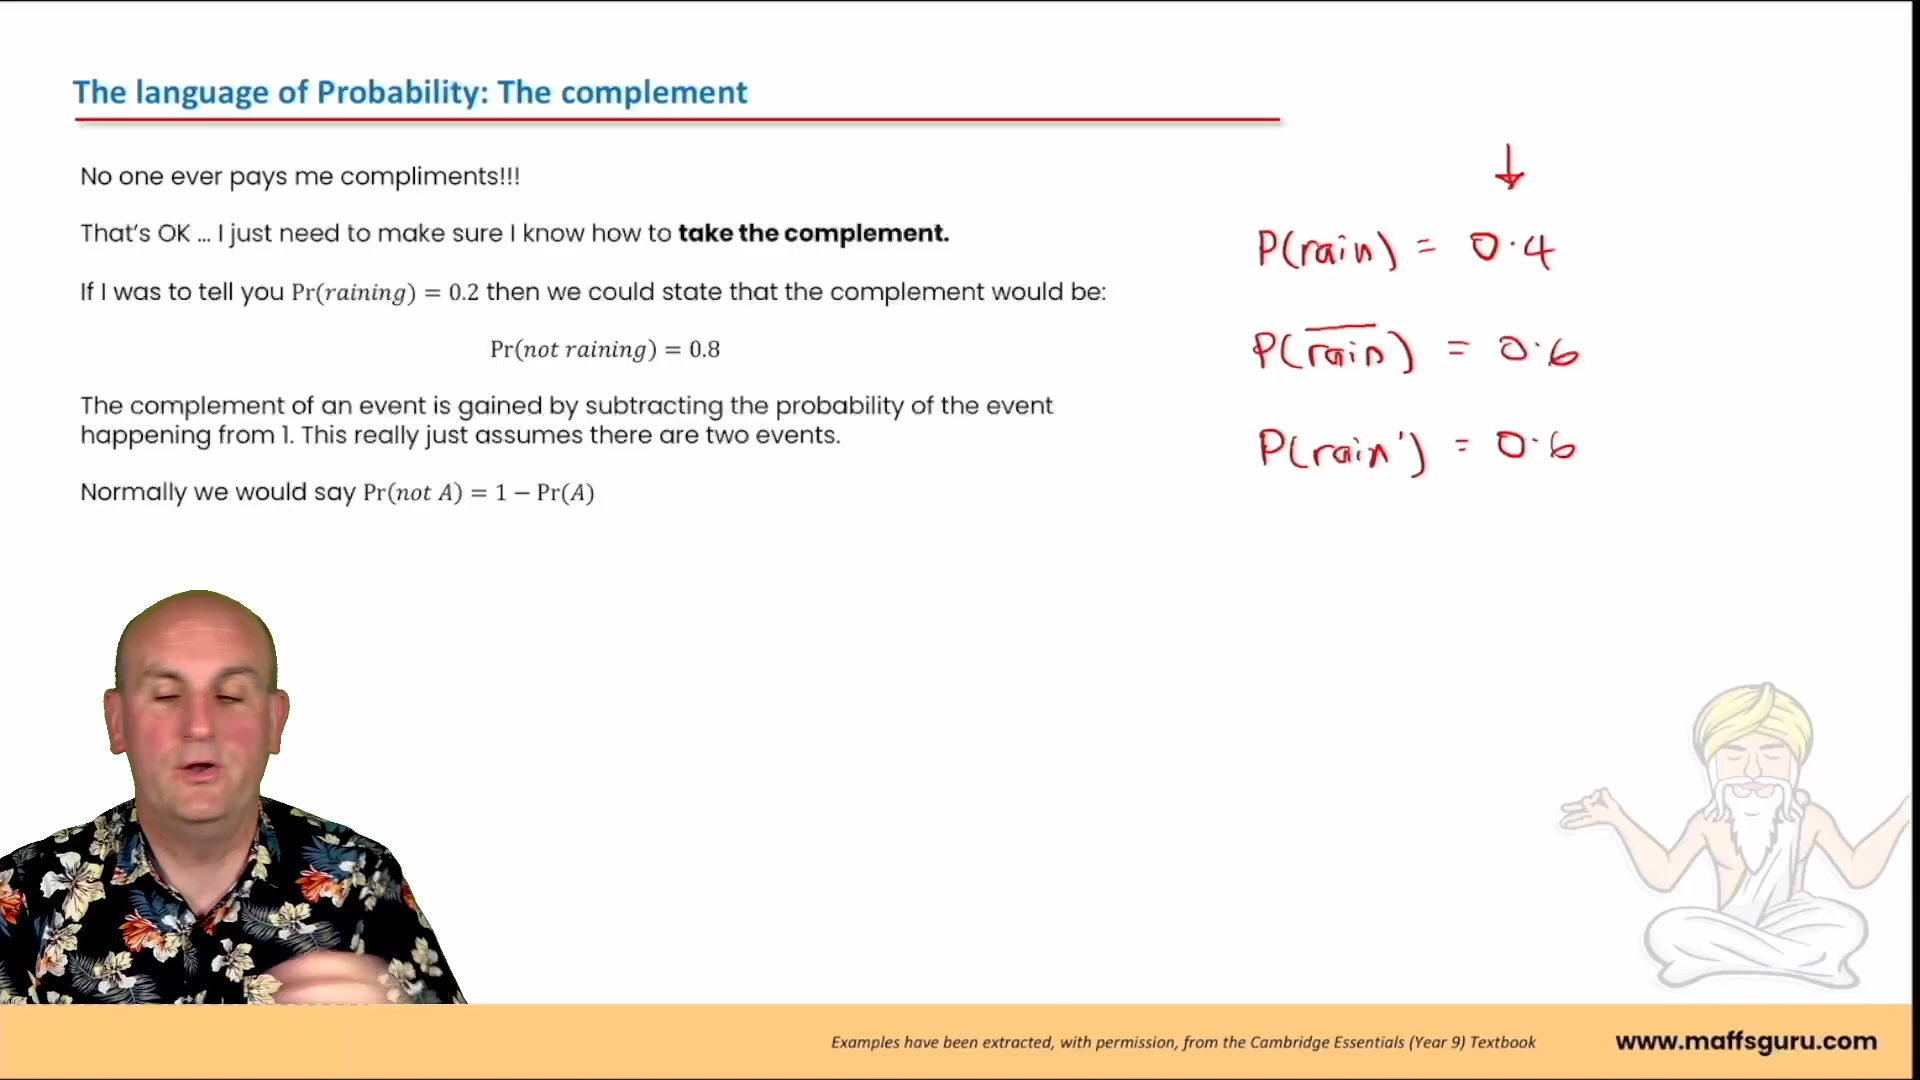 The language of Probability: The complement
No one ever pays me compliments!!!
That's OK ... I just need to make sure I know how to take the complement.
If I was to tell you Pr(raining) = 0.2 then we could state that the complement would be:
Pr(not raining) = 0.8
The complement of an event is gained by subtracting the probability of the event
happening from 1. This really just assumes there are two events.
Normally we would say Pr(not A) = 1 − Pr(A)
P(rain) = 0.4
P(r̅a̅i̅n̅) = 0.6
P(rain') = 0.6
Examples have been extracted, with permission, from the Cambridge Essentials (Year 9) Textbook
www.maffsguru.com